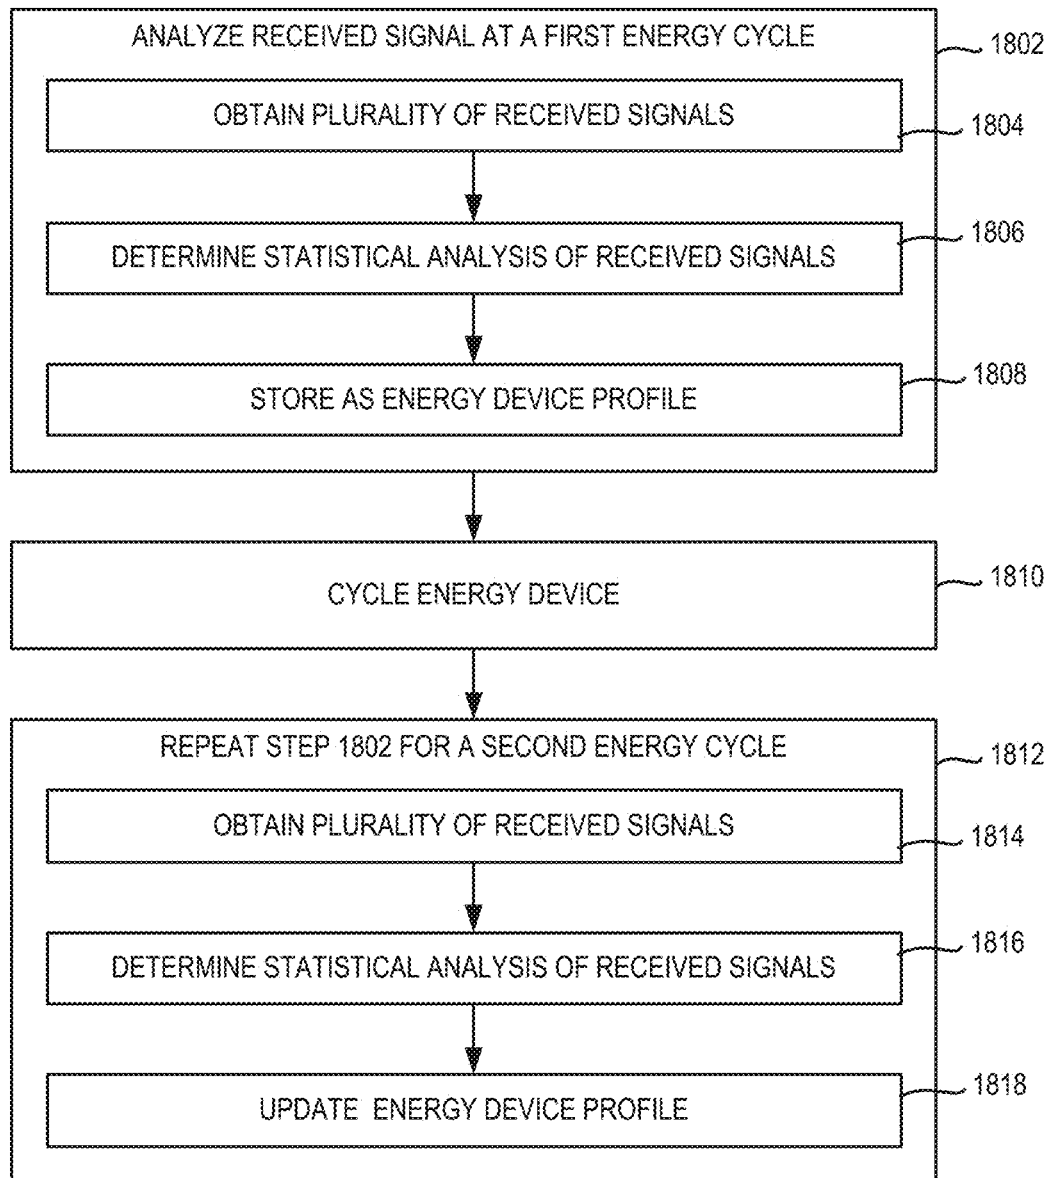 ANALYZE RECEIVED SIGNAL AT A FIRST ENERGY CYCLE
1802
OBTAIN PLURALITY OF RECEIVED SIGNALS
1804
DETERMINE STATISTICAL ANALYSIS OF RECEIVED SIGNALS
1806
STORE AS ENERGY DEVICE PROFILE
1808
CYCLE ENERGY DEVICE
1810
REPEAT STEP 1802 FOR A SECOND ENERGY CYCLE
1812
OBTAIN PLURALITY OF RECEIVED SIGNALS
1814
DETERMINE STATISTICAL ANALYSIS OF RECEIVED SIGNALS
1816
UPDATE ENERGY DEVICE PROFILE
1818